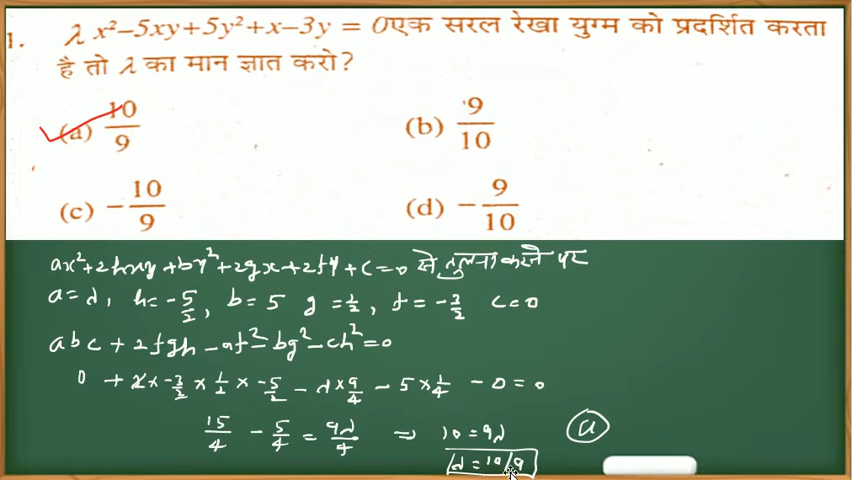 1. λ x²–5xy+5y²+x–3y = 0एक सरल रेखा युग्म को प्रदर्शित करता
है तो λ का मान ज्ञात करो?
(a) 10/9 (b) 9/10
(c) –10/9 (d) –9/10
ax²+2hxy+by²+2gx+2fy+c=0 से तुलना करने पर
a=λ, h=-5/2, b=5 g=1/2, f=-3/2 c=0
abc+2fgh-af²-bg²-ch²=0
0 + 2×-3/2×1/2×-5/2 - λ×9/4 - 5×1/4 - 0 = 0
15/4 - 5/4 = 9λ/4 ⇒ 10=9λ (a)
λ=10/9